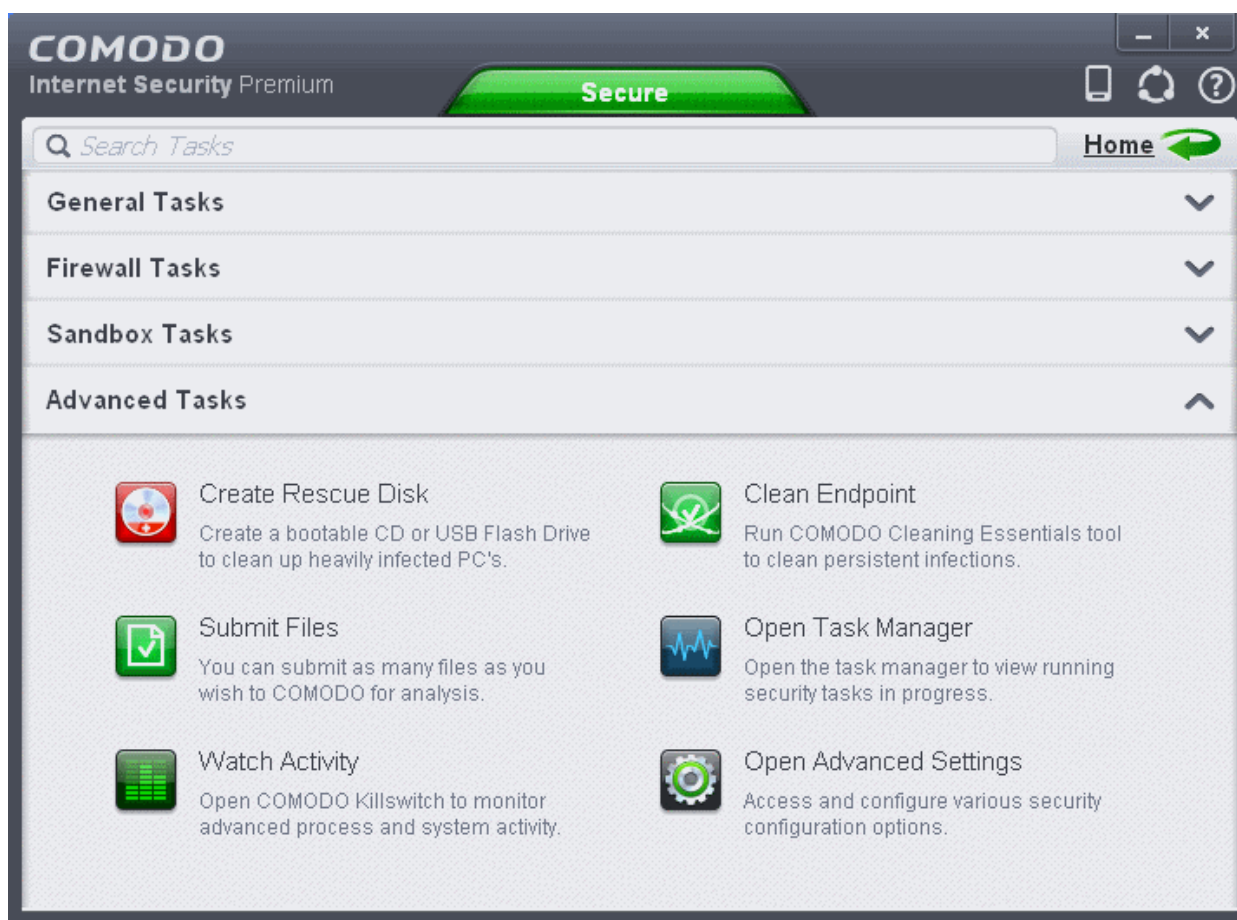 COMODO
Internet Security Premium
Secure
Search Tasks
Home
General Tasks
Firewall Tasks
Sandbox Tasks
Advanced Tasks
Create Rescue Disk
Create a bootable CD or USB Flash Drive
to clean up heavily infected PC's.
Clean Endpoint
Run COMODO Cleaning Essentials tool
to clean persistent infections.
Submit Files
You can submit as many files as you
wish to COMODO for analysis.
Open Task Manager
Open the task manager to view running
security tasks in progress.
Watch Activity
Open COMODO Killswitch to monitor
advanced process and system activity.
Open Advanced Settings
Access and configure various security
configuration options.